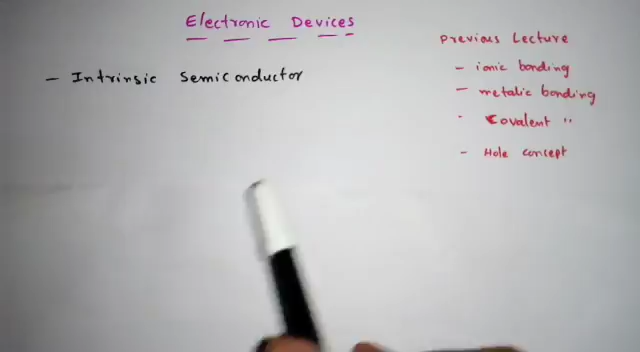 Electronic Devices
- Intrinsic Semiconductor
Previous Lecture
- ionic bonding
- metalic bonding
- Covalent "
- Hole concept